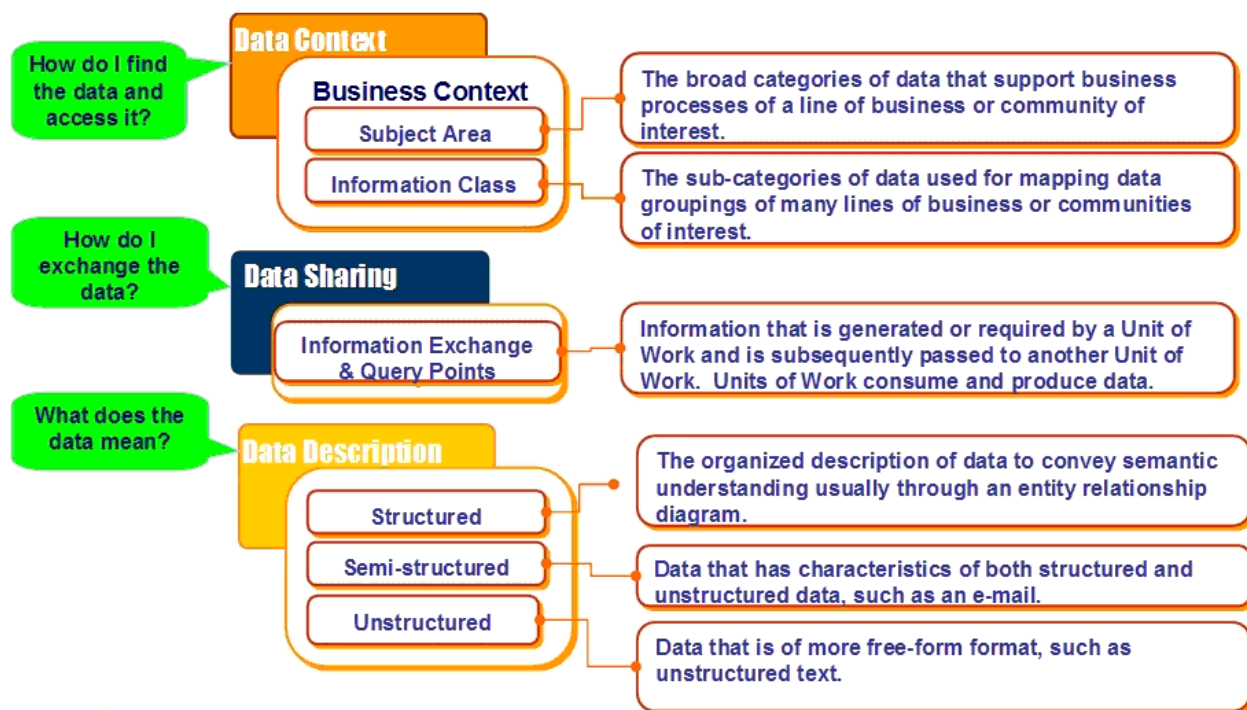 Data Context
How do I find
the data and
access it?
Business Context
Subject Area
Information Class
The broad categories of data that support business
processes of a line of business or community of
interest.
The sub-categories of data used for mapping data
groupings of many lines of business or communities
of interest.
How do I
exchange the
data?
Data Sharing
Information Exchange
& Query Points
Information that is generated or required by a Unit of
Work and is subsequently passed to another Unit of
Work. Units of Work consume and produce data.
What does the
data mean?
Data Description
Structured
Semi-structured
Unstructured
The organized description of data to convey semantic
understanding usually through an entity relationship
diagram.
Data that has characteristics of both structured and
unstructured data, such as an e-mail.
Data that is of more free-form format, such as
unstructured text.